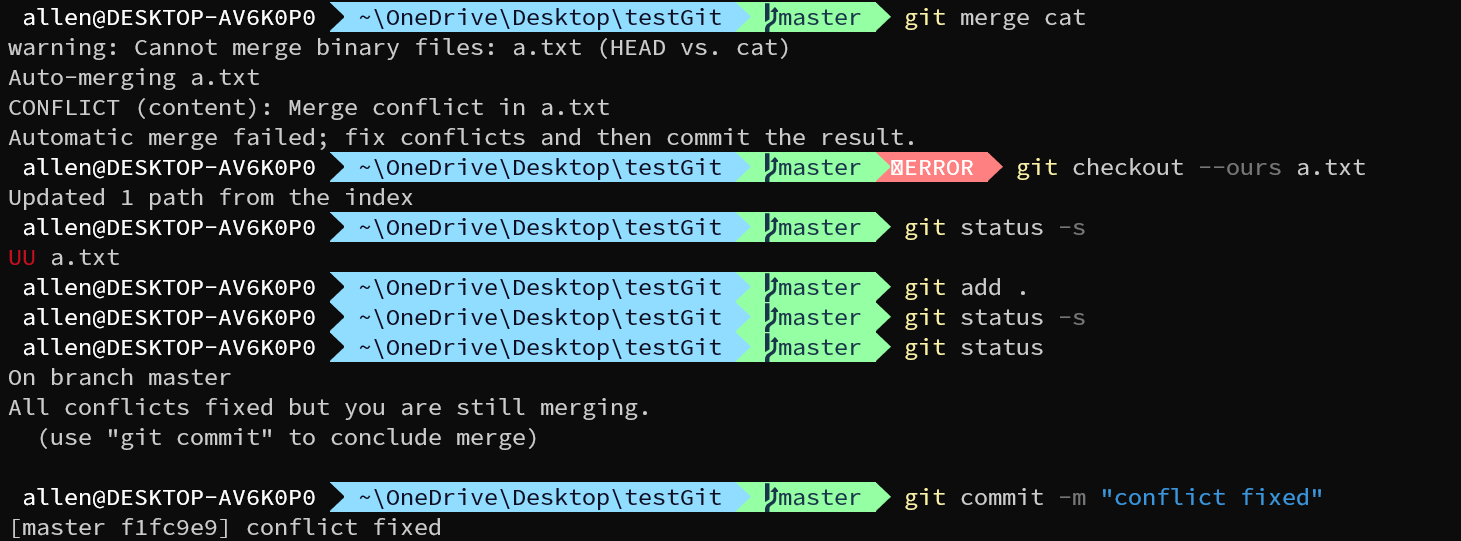 allen@DESKTOP-AV6K0P0 ~\OneDrive\Desktop\testGit master git merge cat
warning: Cannot merge binary files: a.txt (HEAD vs. cat)
Auto-merging a.txt
CONFLICT (content): Merge conflict in a.txt
Automatic merge failed; fix conflicts and then commit the result.
allen@DESKTOP-AV6K0P0 ~\OneDrive\Desktop\testGit master ERROR git checkout --ours a.txt
Updated 1 path from the index
allen@DESKTOP-AV6K0P0 ~\OneDrive\Desktop\testGit master git status -s
UU a.txt
allen@DESKTOP-AV6K0P0 ~\OneDrive\Desktop\testGit master git add .
allen@DESKTOP-AV6K0P0 ~\OneDrive\Desktop\testGit master git status -s
allen@DESKTOP-AV6K0P0 ~\OneDrive\Desktop\testGit master git status
On branch master
All conflicts fixed but you are still merging.
(use "git commit" to conclude merge)
allen@DESKTOP-AV6K0P0 ~\OneDrive\Desktop\testGit master git commit -m "conflict fixed"
[master f1fc9e9] conflict fixed